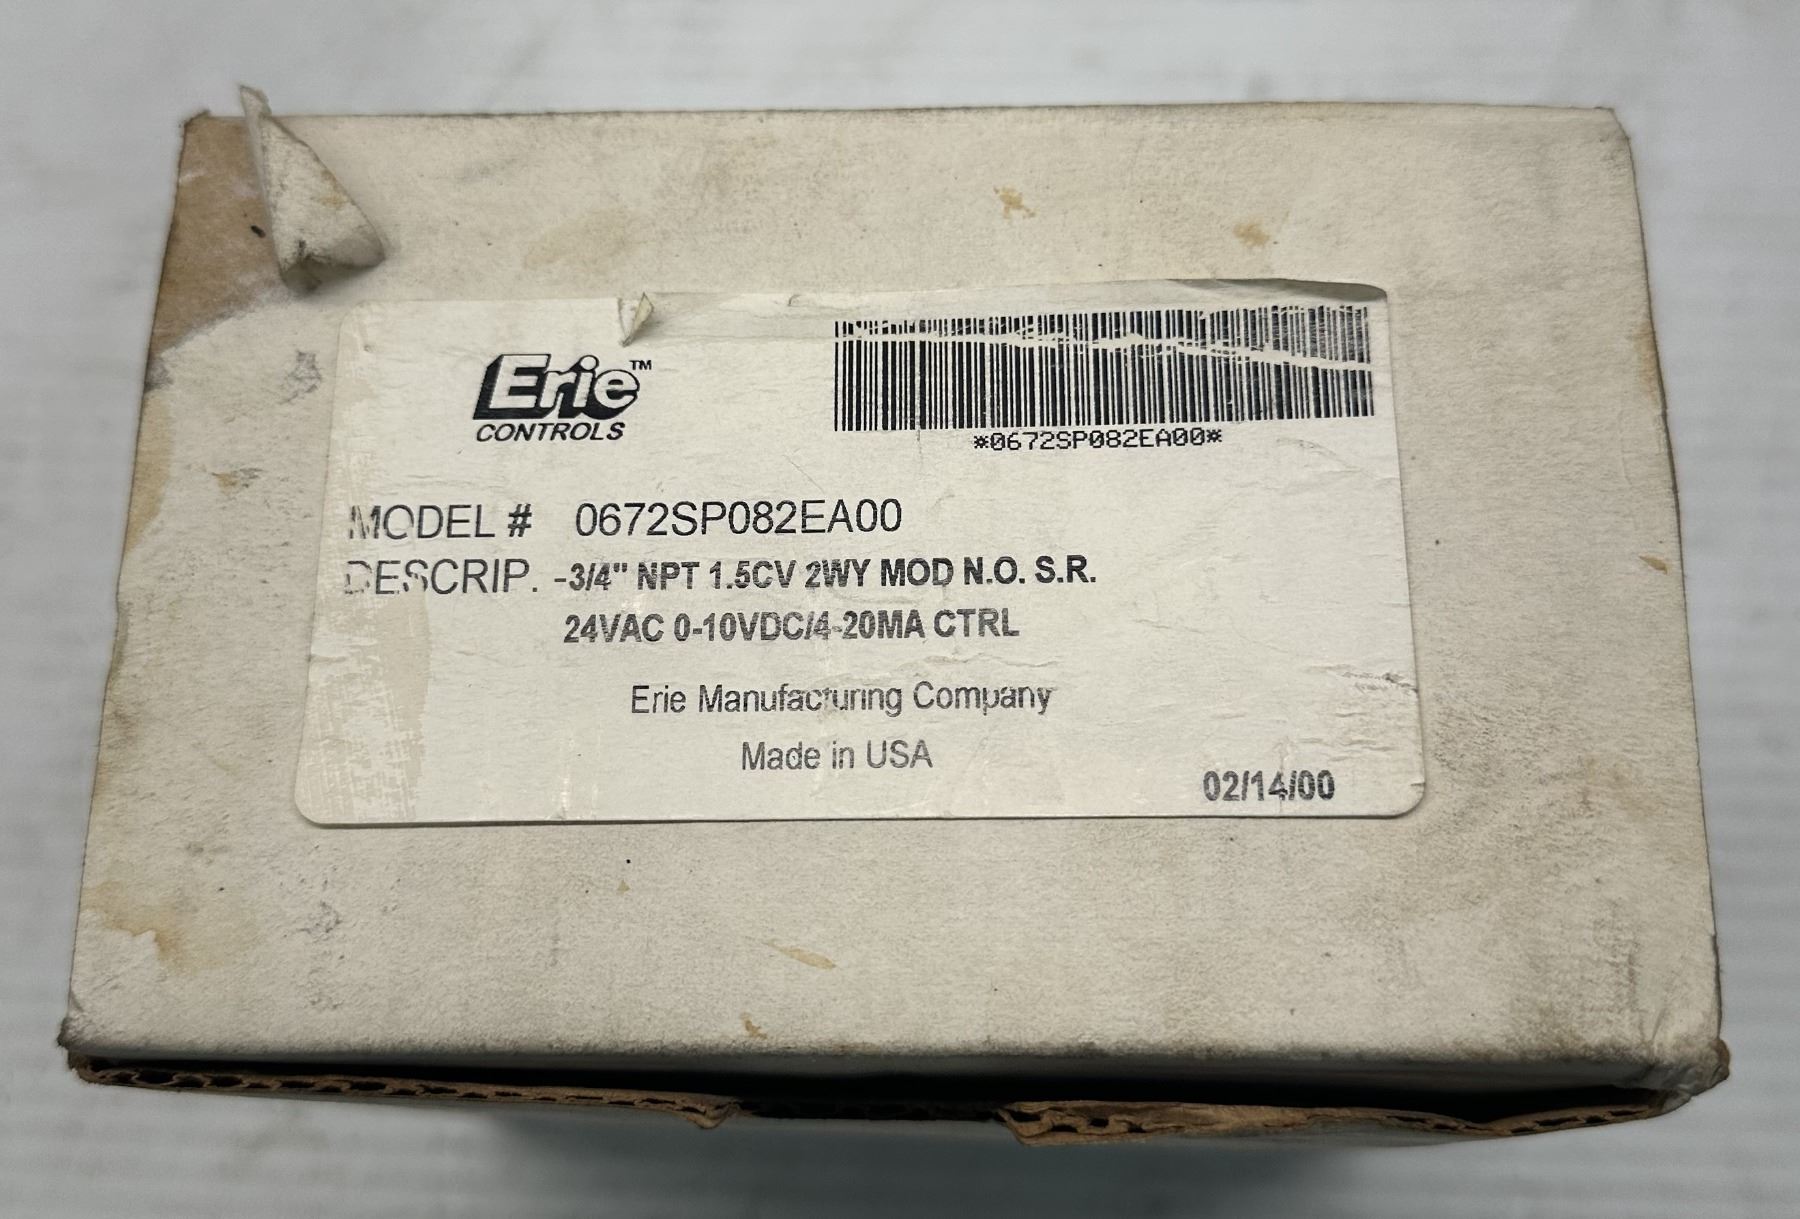 Erie™
CONTROLS
*0672SP082EA00*
MODEL # 0672SP082EA00
DESCRIP. -3/4" NPT 1.5CV 2WY MOD N.O. S.R.
24VAC 0-10VDC/4-20MA CTRL
Erie Manufacturing Company
Made in USA
02/14/00